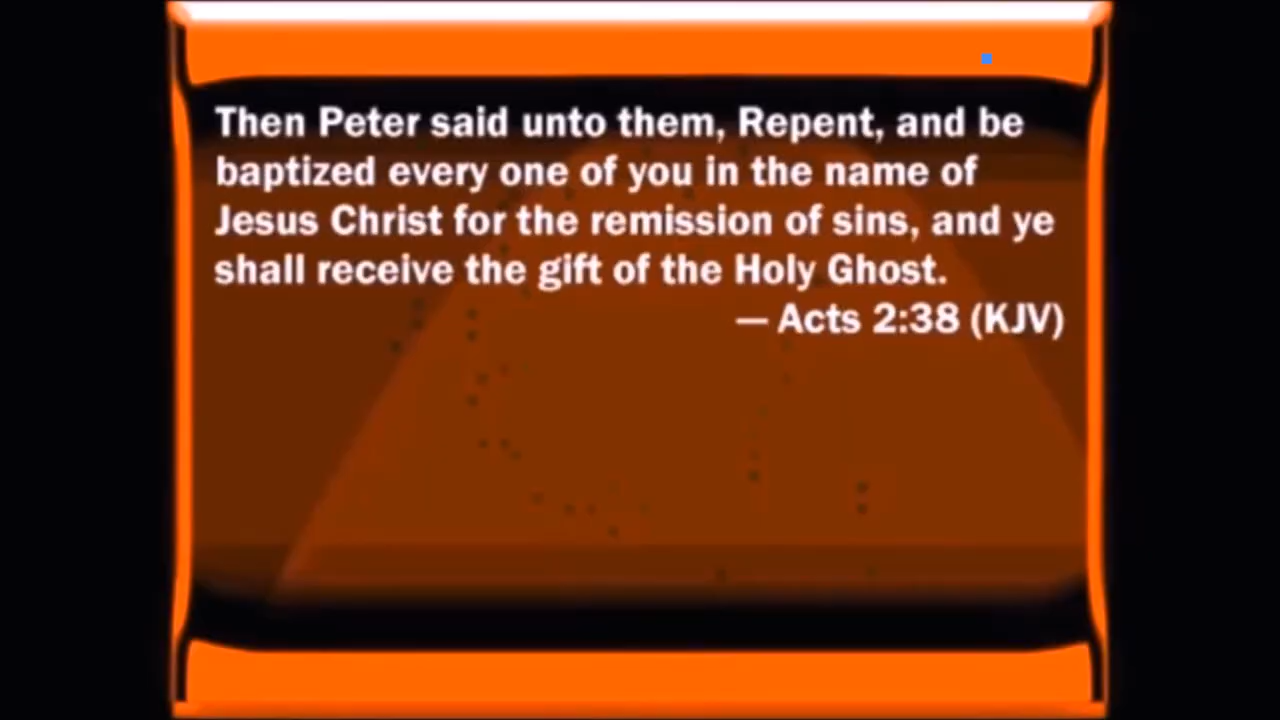 Then Peter said unto them, Repent, and be
baptized every one of you in the name of
Jesus Christ for the remission of sins, and ye
shall receive the gift of the Holy Ghost.
— Acts 2:38 (KJV)